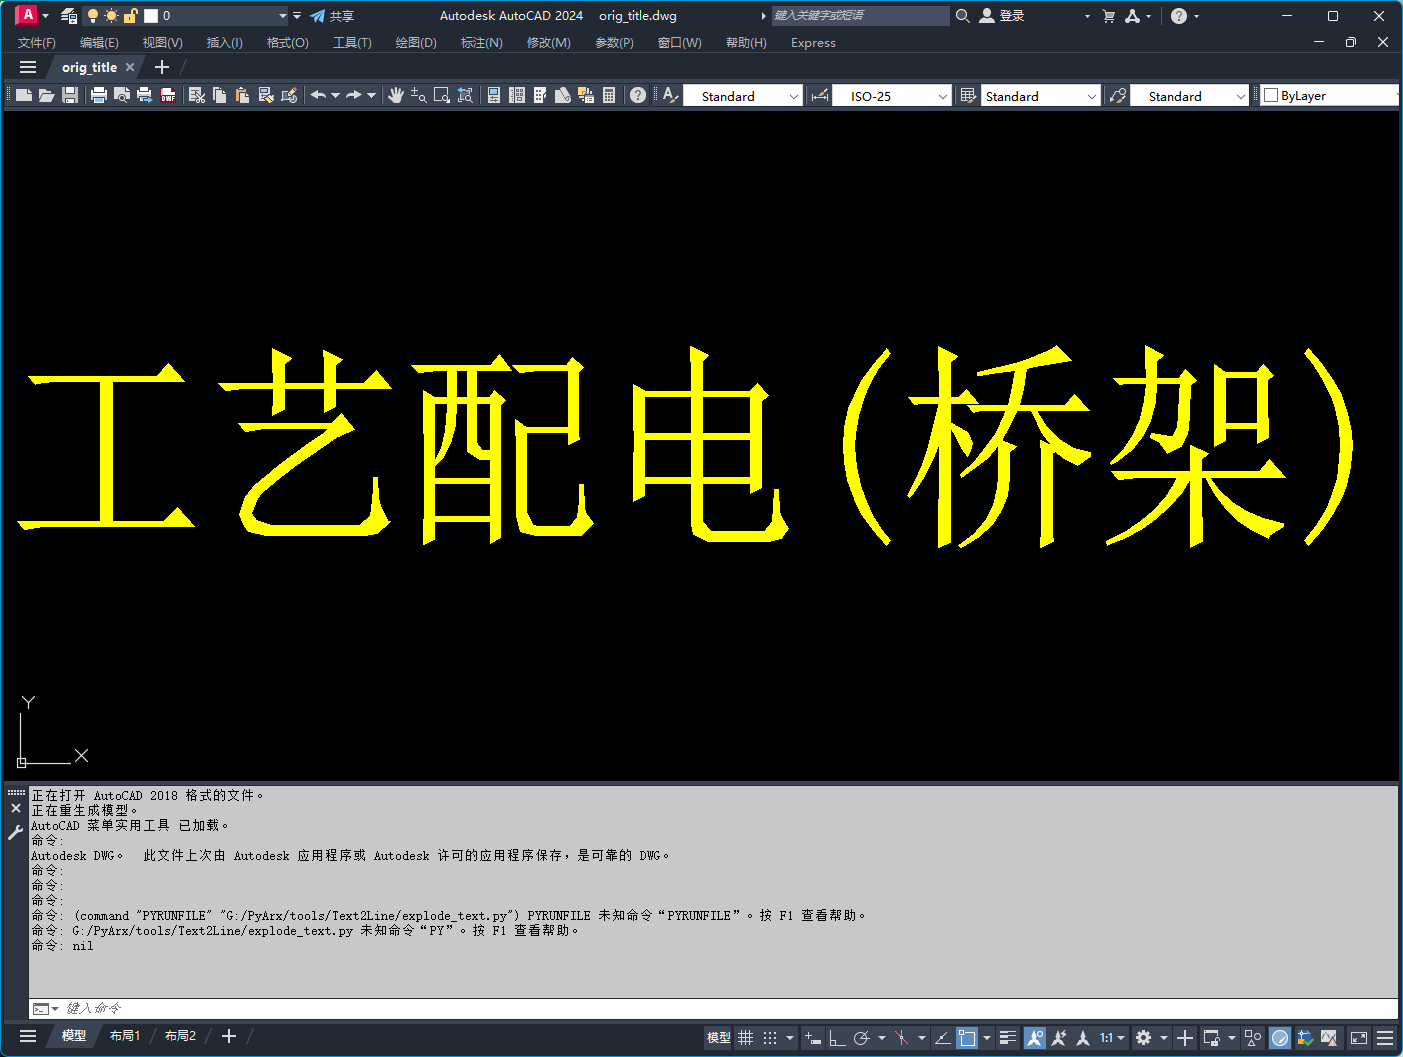 A 0 共享 Autodesk AutoCAD 2024 orig_title.dwg 键入关键字或短语 登录
文件(F) 编辑(E) 视图(V) 插入(I) 格式(O) 工具(T) 绘图(D) 标注(N) 修改(M) 参数(P) 窗口(W) 帮助(H) Express
orig_title
DWF Standard ISO-25 Standard Standard ByLayer
工艺配电(桥架)
Y
X
正在打开 AutoCAD 2018 格式的文件。
正在重生成模型。
AutoCAD 菜单实用工具 已加载。
命令:
Autodesk DWG。 此文件上次由 Autodesk 应用程序或 Autodesk 许可的应用程序保存，是可靠的 DWG。
命令:
命令:
命令:
命令: (command "PYRUNFILE" "G:/PyArx/tools/Text2Line/explode_text.py") PYRUNFILE 未知命令“PYRUNFILE”。按 F1 查看帮助。
命令: G:/PyArx/tools/Text2Line/explode_text.py 未知命令“PY”。按 F1 查看帮助。
命令: nil
键入命令
模型 布局1 布局2 模型 1:1